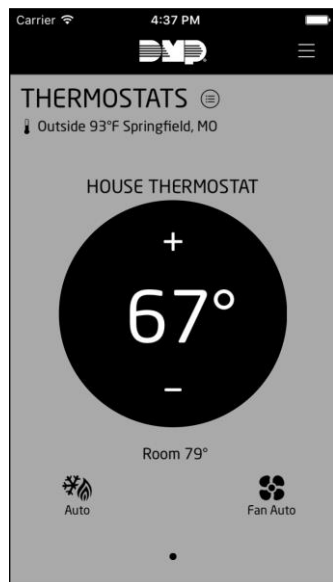 Carrier 4:37 PM
DMP
THERMOSTATS
Outside 93°F Springfield, MO
HOUSE THERMOSTAT
+
67°
−
Room 79°
Auto Fan Auto